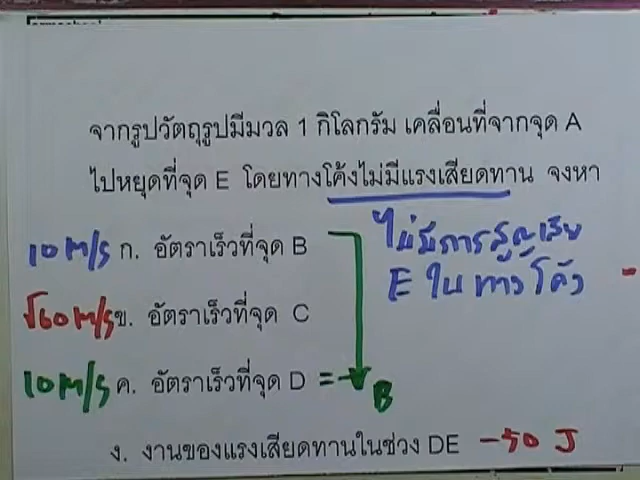 จากรูปวัตถุรูปมีมวล 1 กิโลกรัม เคลื่อนที่จากจุด A
ไปหยุดที่จุด E โดยทางโค้งไม่มีแรงเสียดทาน จงหา
10 m/s ก. อัตราเร็วที่จุด B
ไม่มีการสูญเสีย
E ในทางโค้ง
√60 m/s ข. อัตราเร็วที่จุด C
10 m/s ค. อัตราเร็วที่จุด D = B
ง. งานของแรงเสียดทานในช่วง DE -50 J